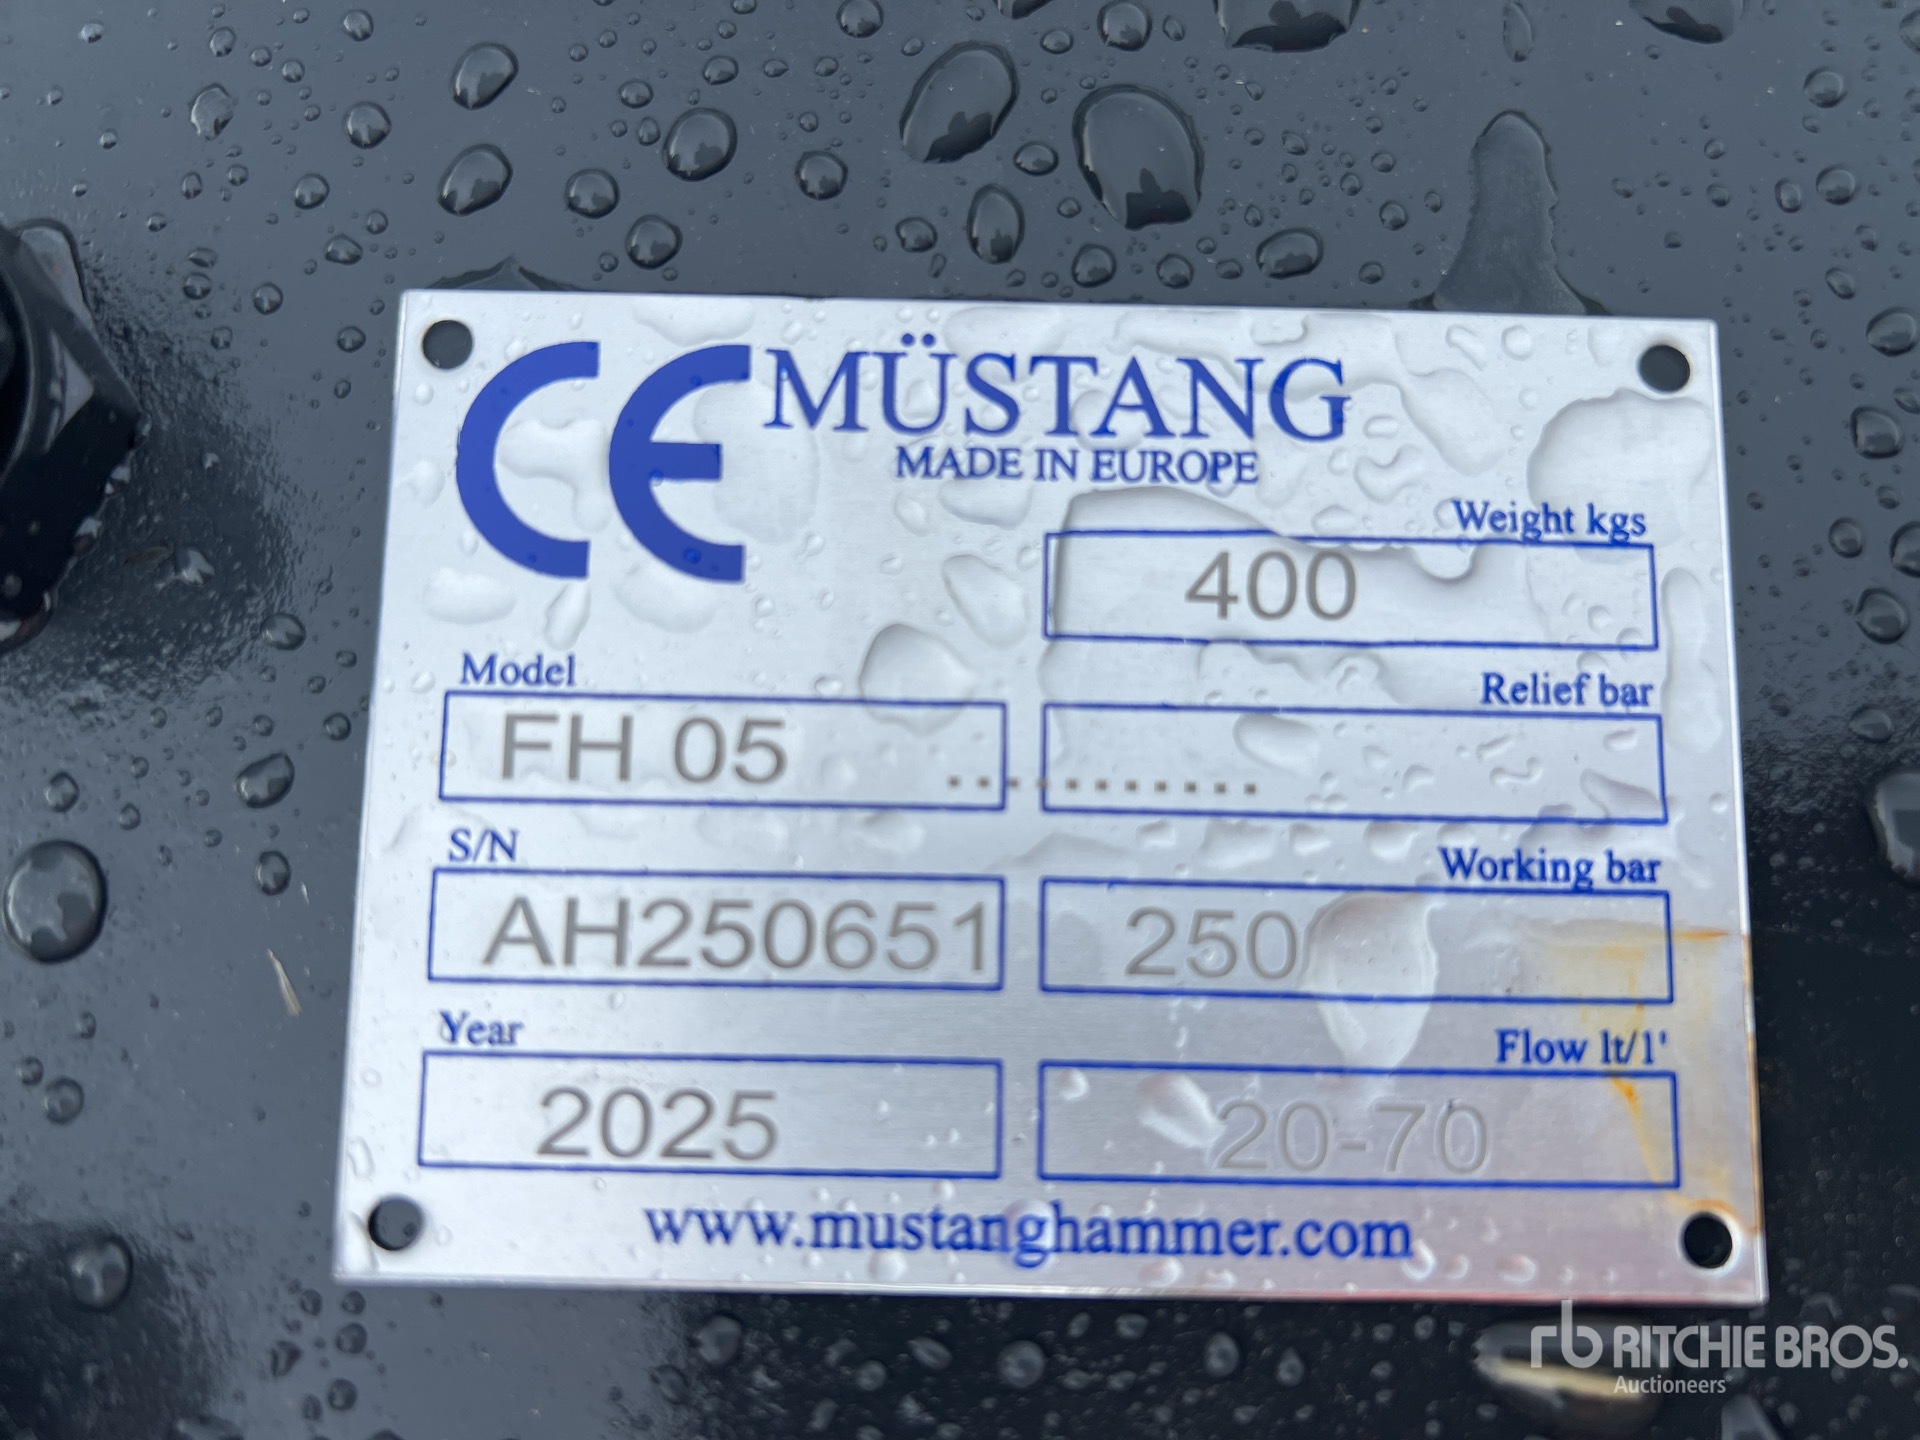 CE MÜSTANG
MADE IN EUROPE
Weight kgs
400
Model
FH 05
Relief bar
...........
S/N
AH250651
Working bar
250
Year
2025
Flow lt/1'
20-70
www.mustanghammer.com
rb RITCHIE BROS.
Auctioneers